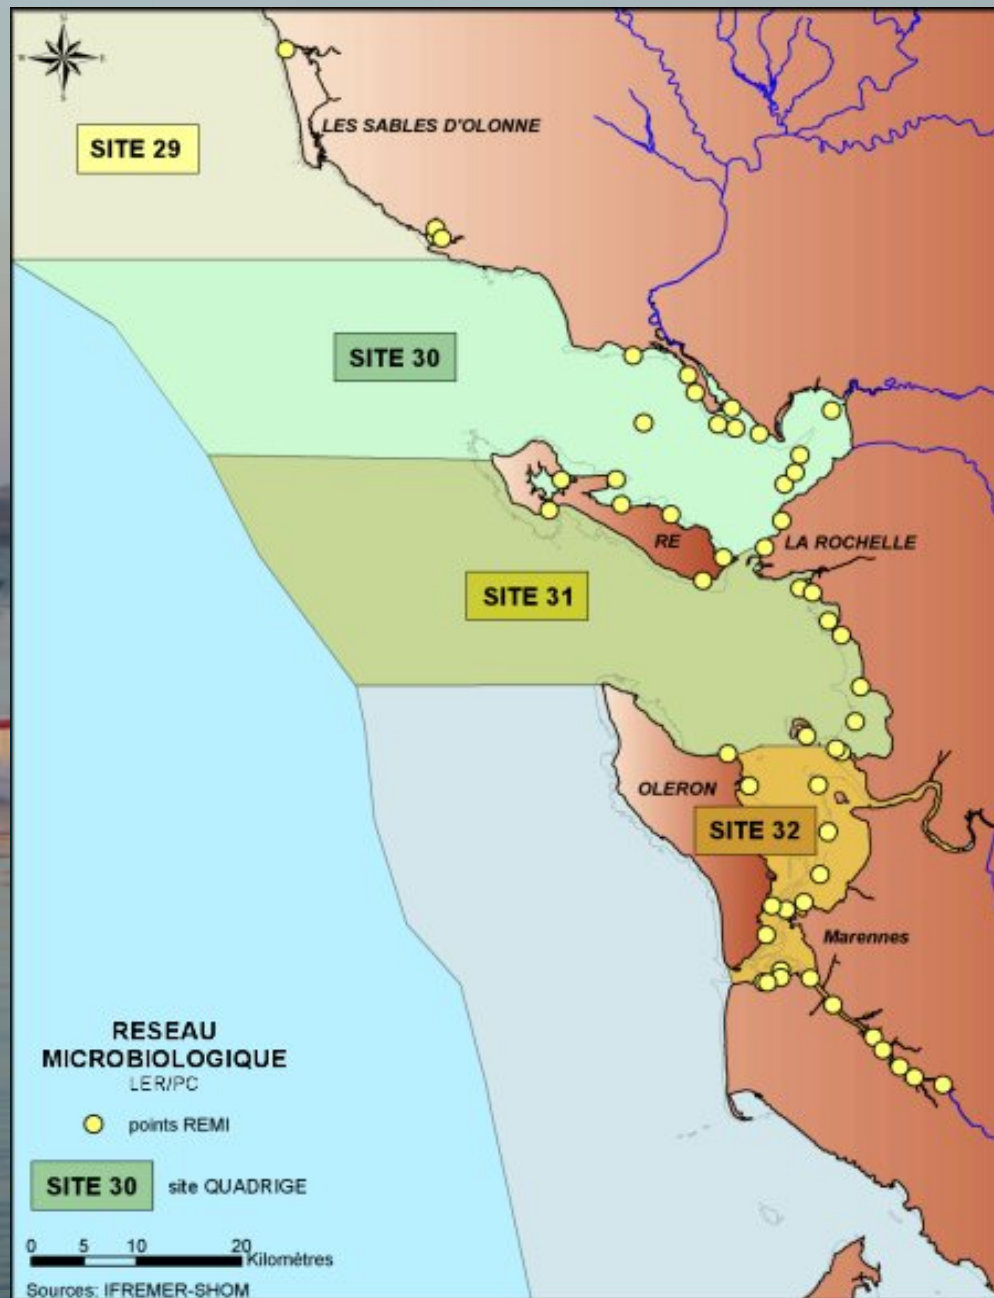 N
W
E
S
LES SABLES D'OLONNE
SITE 29
SITE 30
RE
LA ROCHELLE
SITE 31
OLERON
SITE 32
Marennes
RESEAU
MICROBIOLOGIQUE
LER/PC
points REMI
SITE 30 site QUADRIGE
0 5 10 20
Kilomètres
Sources: IFREMER-SHOM